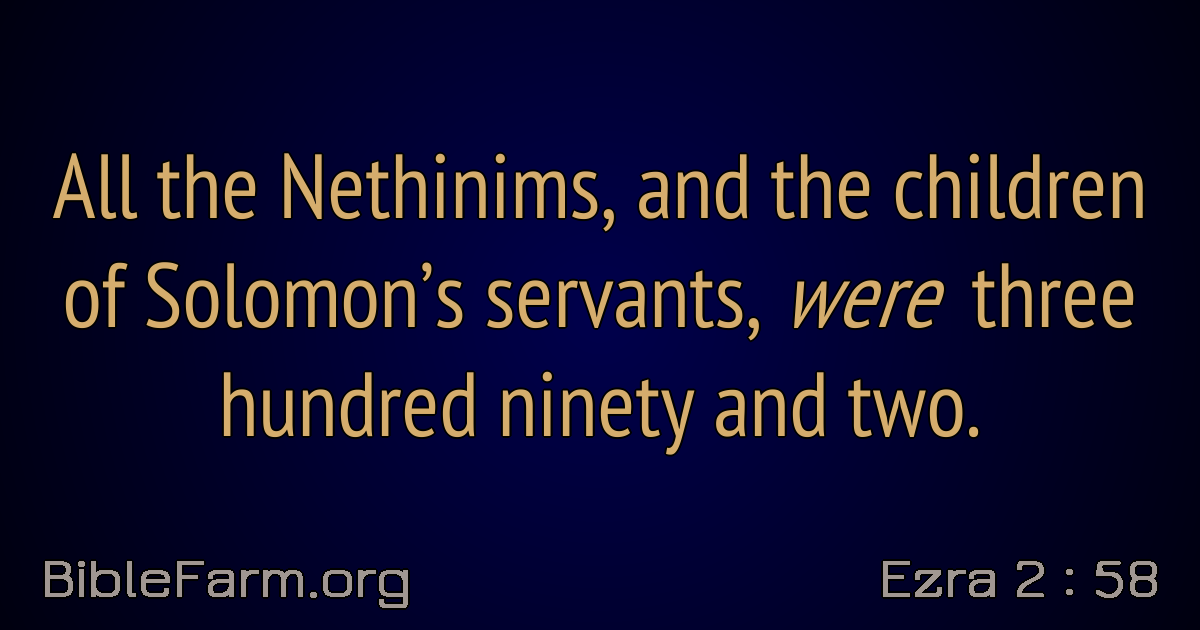 All the Nethinims, and the children
of Solomon’s servants, were three
hundred ninety and two.
BibleFarm.org
Ezra 2 : 58